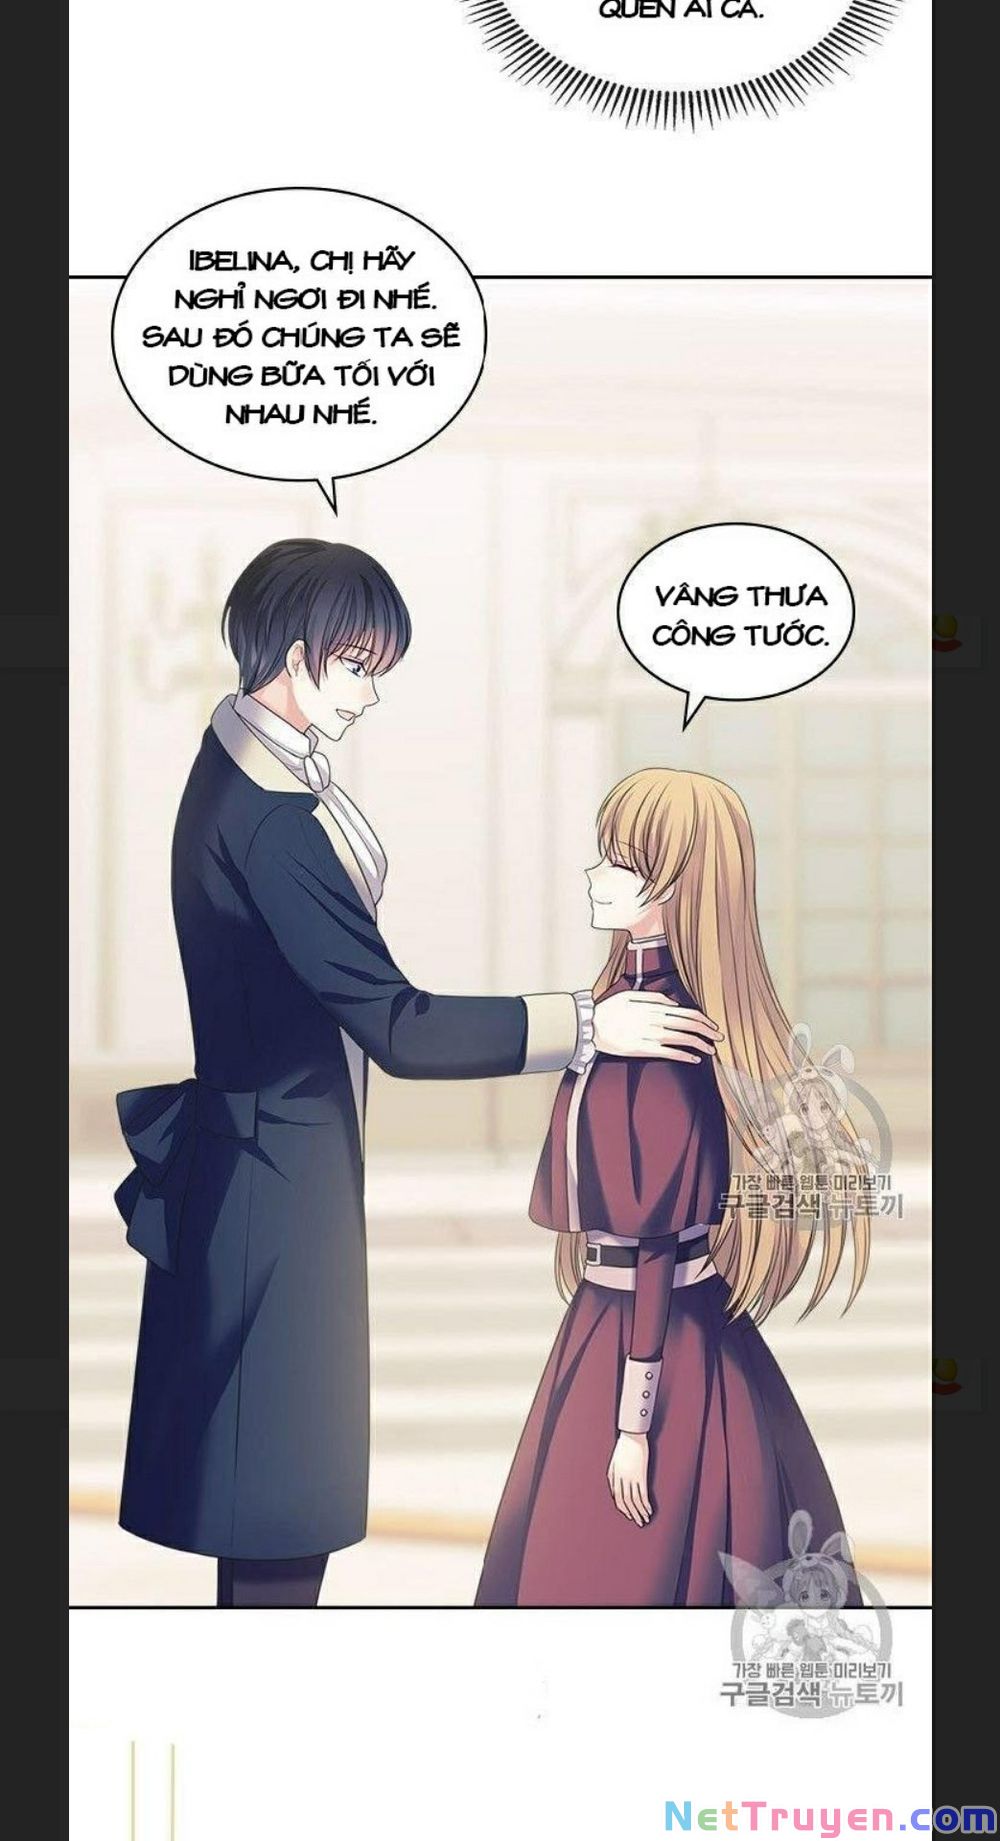 QUEN AI CẢ.
IBELINA, CHỊ HÃY
NGHỈ NGƠI ĐI NHÉ.
SAU ĐÓ CHÚNG TA SẼ
DÙNG BỮA TỐI VỚI
NHAU NHÉ.
VÂNG THƯA
CÔNG TƯỚC.
가장 빠른 웹툰 미리보기
구글검색 뉴토끼
가장 빠른 웹툰 미리보기
구글검색 뉴토끼
NetTruyen.com